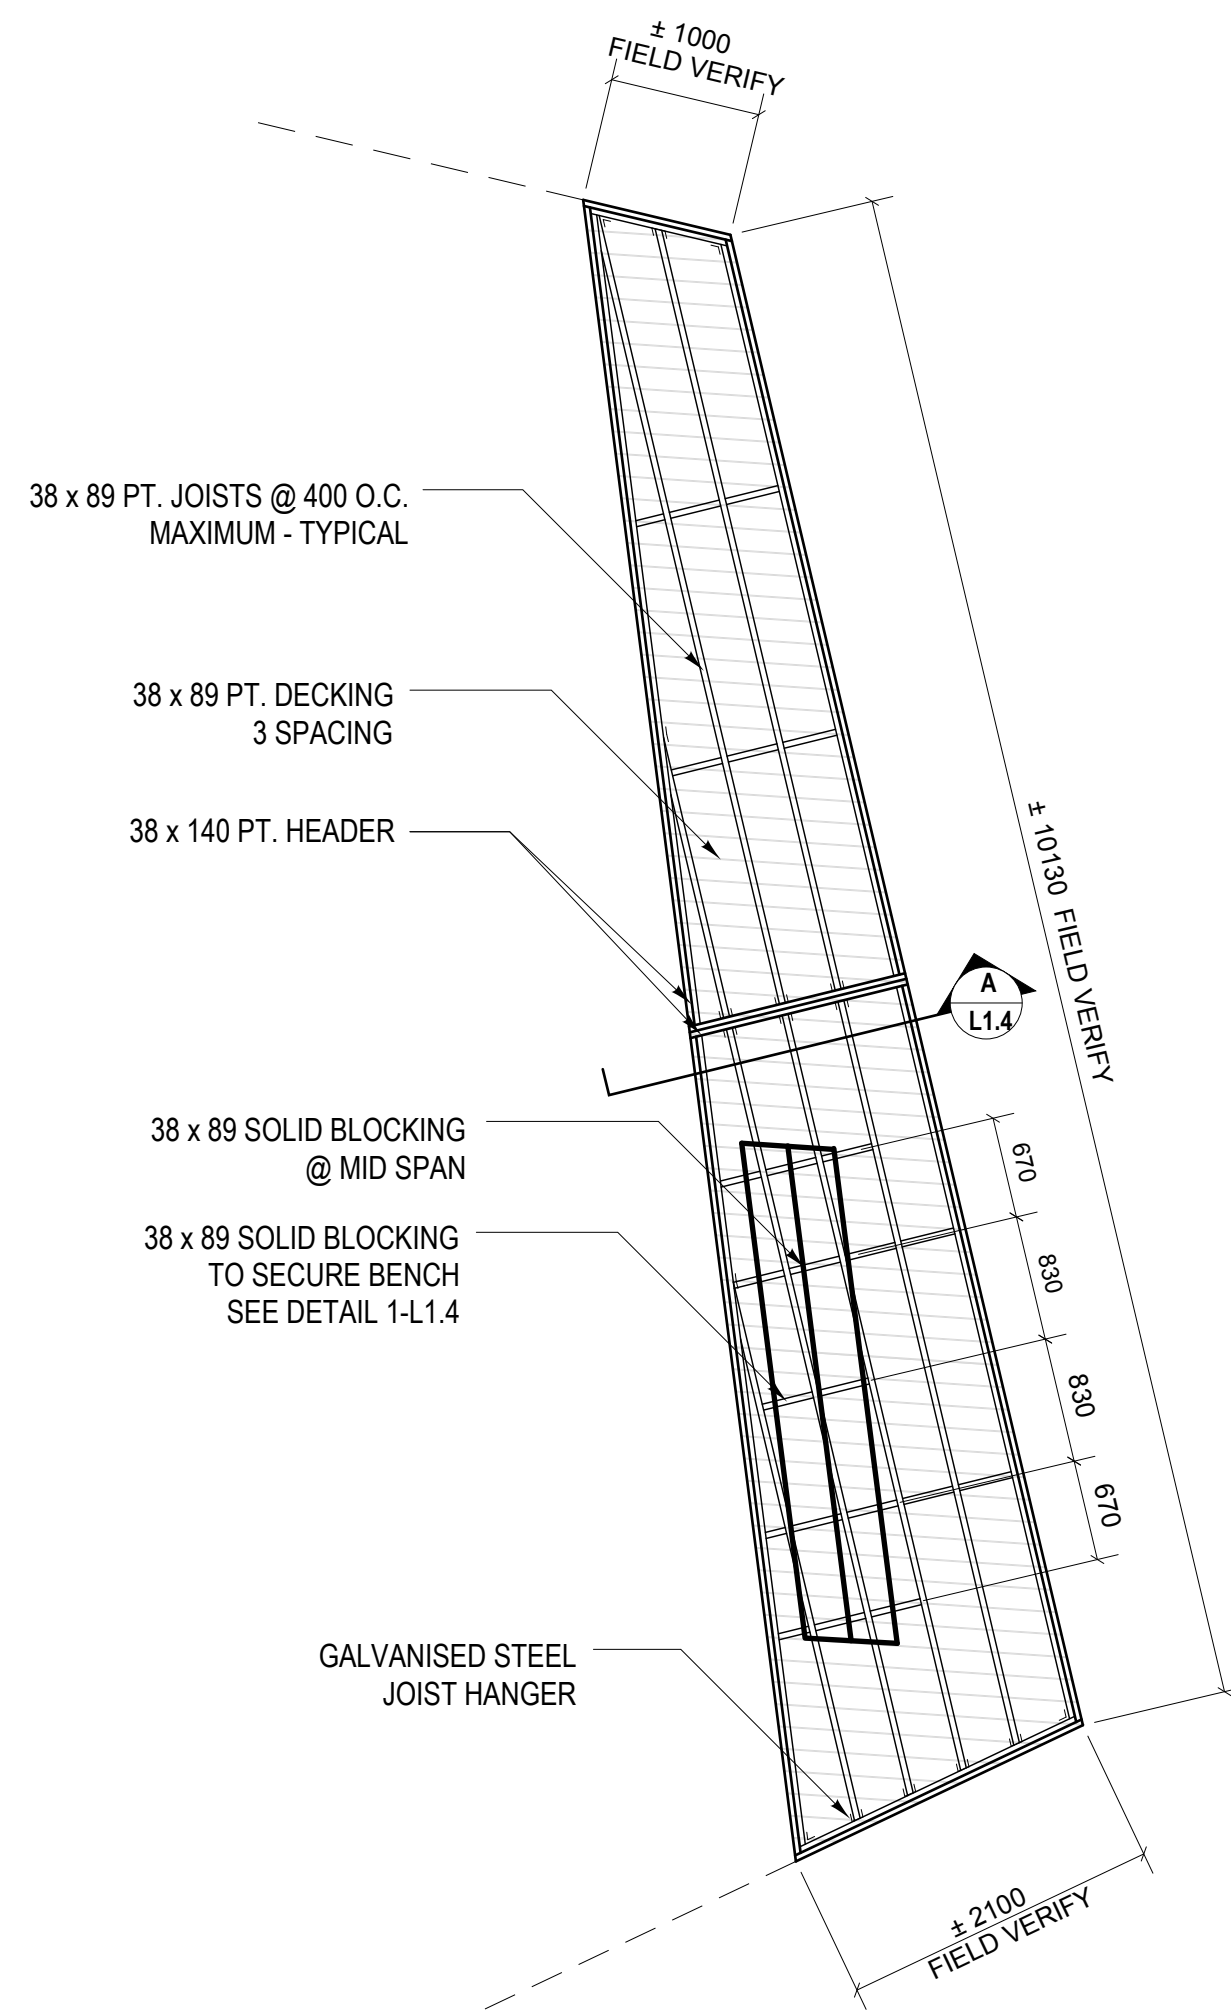 ± 1000
FIELD VERIFY
38 x 89 PT. JOISTS @ 400 O.C.
MAXIMUM - TYPICAL
38 x 89 PT. DECKING
3 SPACING
38 x 140 PT. HEADER
± 10130 FIELD VERIFY
A
L1.4
38 x 89 SOLID BLOCKING
@ MID SPAN
670
38 x 89 SOLID BLOCKING
TO SECURE BENCH
SEE DETAIL 1-L1.4
830
830
670
GALVANISED STEEL
JOIST HANGER
± 2100
FIELD VERIFY